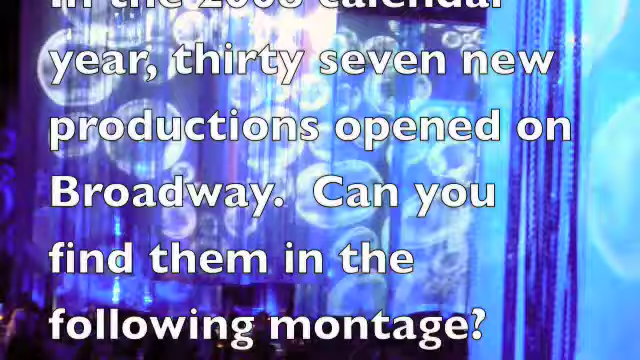 in the 2008 calendar
year, thirty seven new
productions opened on
Broadway. Can you
find them in the
following montage?